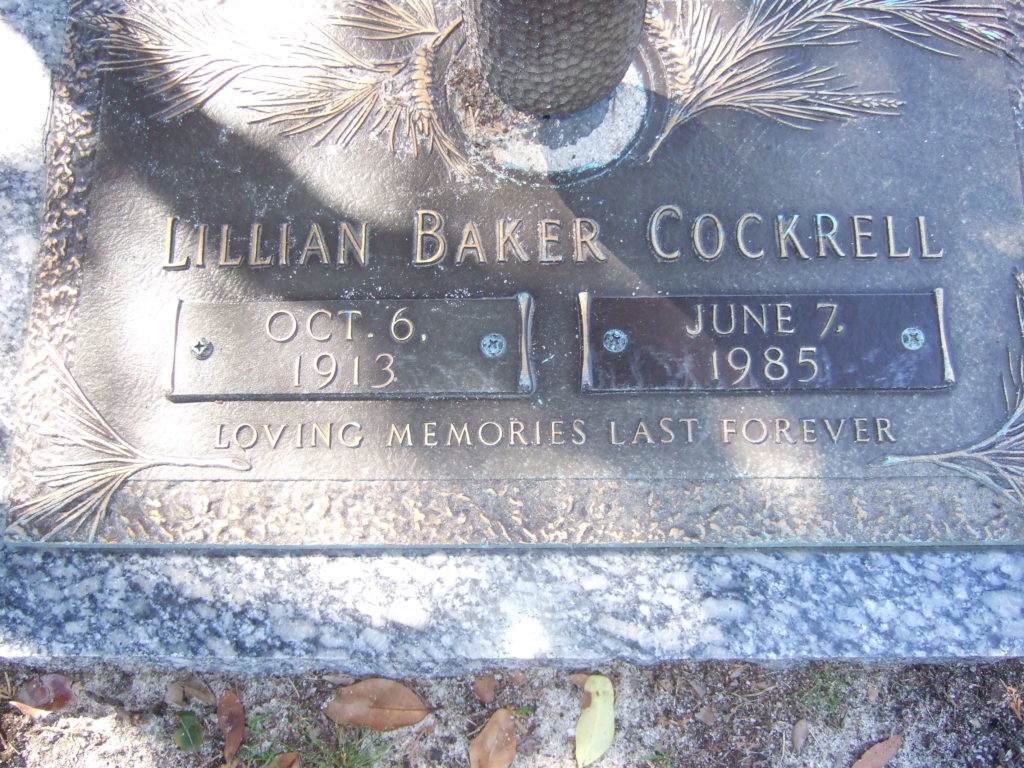 LILLIAN BAKER COCKRELL
OCT. 6,
1913
JUNE 7,
1985
LOVING MEMORIES LAST FOREVER